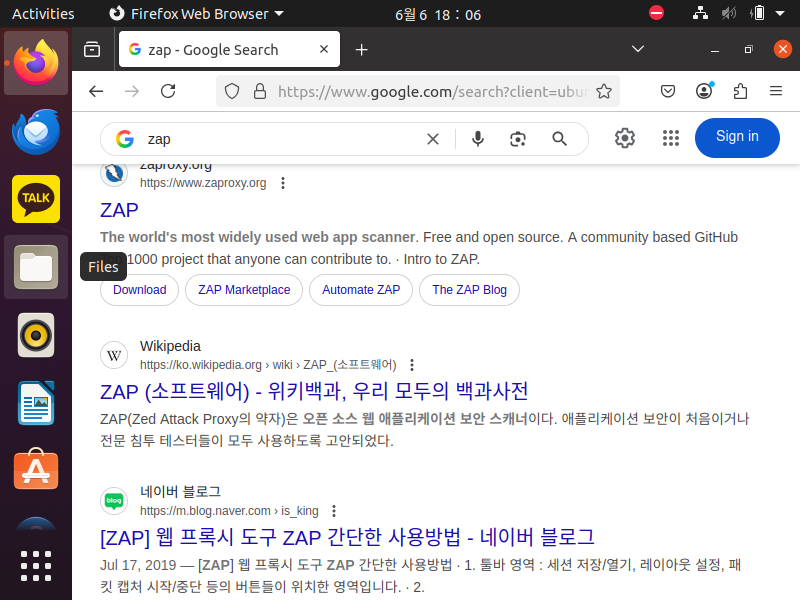 Activities
Firefox Web Browser
6월 6 18 : 06
zap - Google Search
https://www.google.com/search?client=ubu
zap
Sign in
TALK
zaproxy.org
https://www.zaproxy.org
ZAP
The world's most widely used web app scanner. Free and open source. A community based GitHub
1000 project that anyone can contribute to. · Intro to ZAP.
Files
Download
ZAP Marketplace
Automate ZAP
The ZAP Blog
W
Wikipedia
https://ko.wikipedia.org › wiki › ZAP_(소프트웨어)
ZAP (소프트웨어) - 위키백과, 우리 모두의 백과사전
ZAP(Zed Attack Proxy의 약자)은 오픈 소스 웹 애플리케이션 보안 스캐너이다. 애플리케이션 보안이 처음이거나
전문 침투 테스터들이 모두 사용하도록 고안되었다.
blog
네이버 블로그
https://m.blog.naver.com › is_king
[ZAP] 웹 프록시 도구 ZAP 간단한 사용방법 - 네이버 블로그
Jul 17, 2019 — [ZAP] 웹 프록시 도구 ZAP 간단한 사용방법 · 1. 툴바 영역 : 세션 저장/열기, 레이아웃 설정, 패
킷 캡처 시작/중단 등의 버튼들이 위치한 영역입니다. · 2.